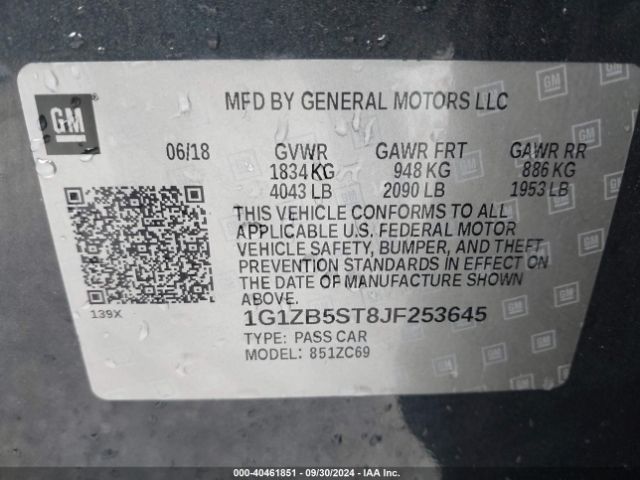 GM
MFD BY GENERAL MOTORS LLC
06/18 GVWR GAWR FRT GAWR RR
1834 KG 948 KG 886 KG
4043 LB 2090 LB 1953 LB
THIS VEHICLE CONFORMS TO ALL
APPLICABLE U.S. FEDERAL MOTOR
VEHICLE SAFETY, BUMPER, AND THEFT
PREVENTION STANDARDS IN EFFECT ON
THE DATE OF MANUFACTURE SHOWN
ABOVE.
139X
1G1ZB5ST8JF253645
TYPE: PASS CAR
MODEL: 851ZC69
000-40461851 - 09/30/2024 - IAA Inc.